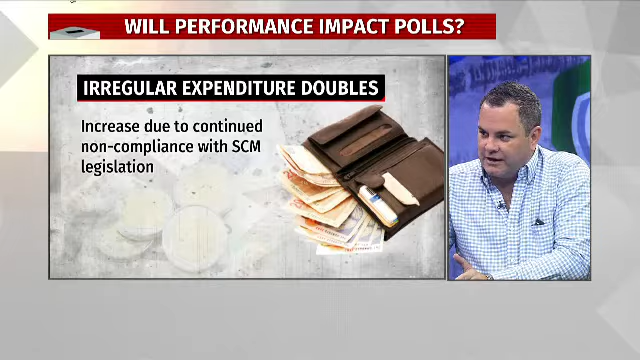 WILL PERFORMANCE IMPACT POLLS?
IRREGULAR EXPENDITURE DOUBLES
Increase due to continued
non-compliance with SCM
legislation